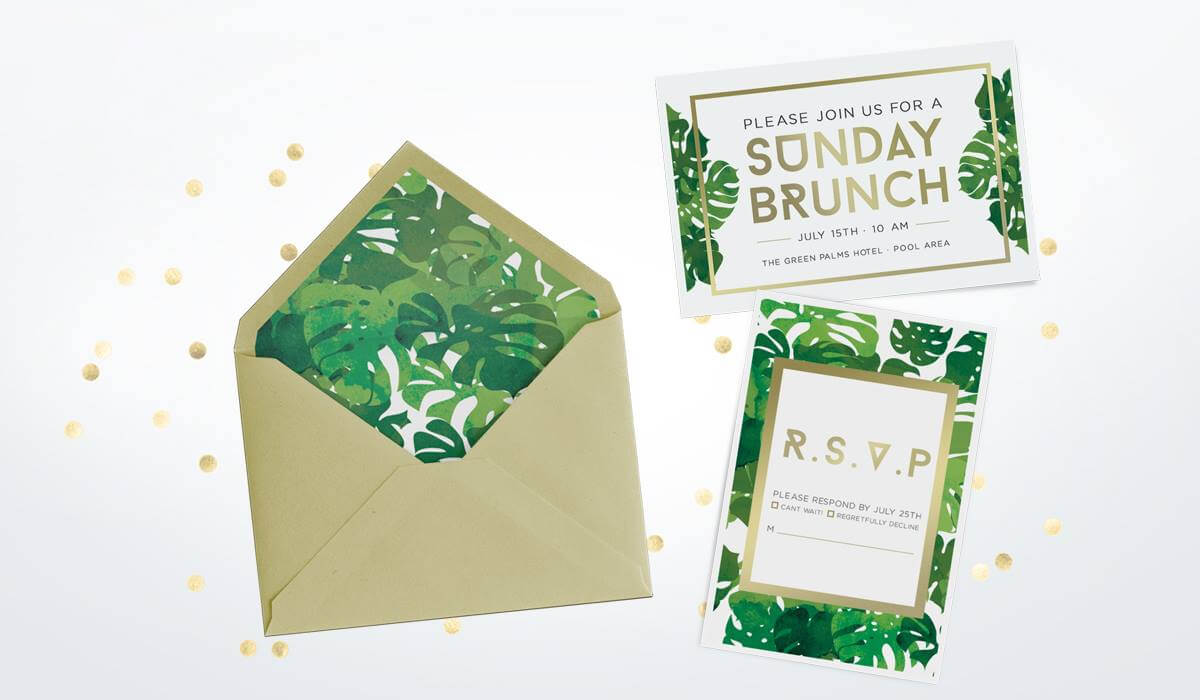 PLEASE JOIN US FOR A
SUNDAY
BRUNCH
JULY 15TH · 10 AM
THE GREEN PALMS HOTEL · POOL AREA
R.S.V.P
PLEASE RESPOND BY JULY 25TH
CANT WAIT! REGRETFULLY DECLINE
M